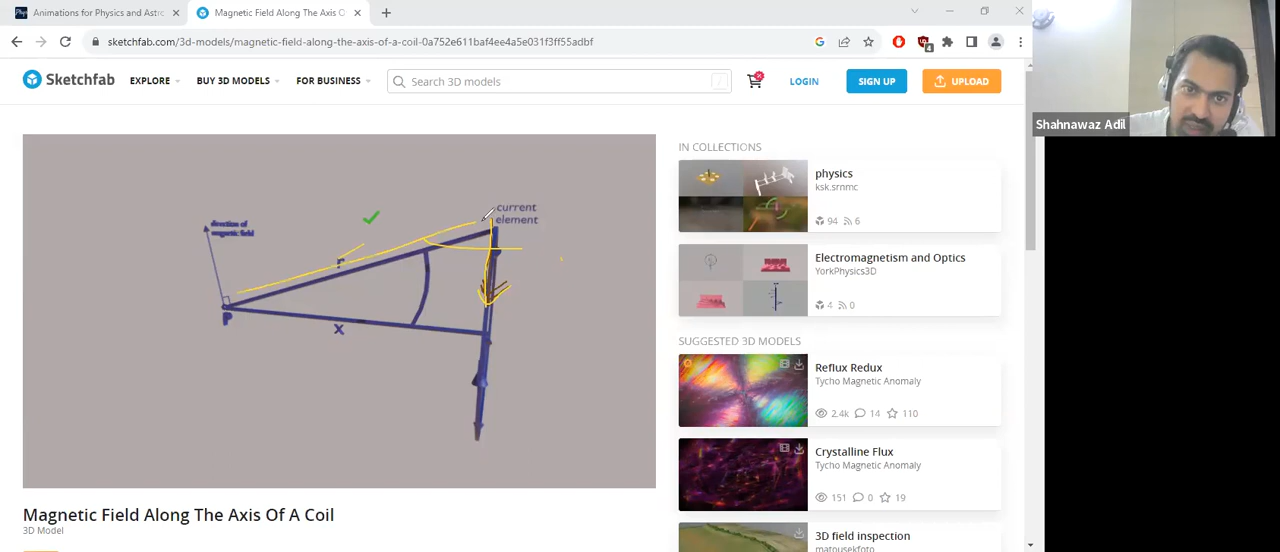 Animations for Physics and Astro
Magnetic Field Along The Axis O
sketchfab.com/3d-models/magnetic-field-along-the-axis-of-a-coil-0a752e611baf4ee4a5e031f3ff55adbf
4
Sketchfab
EXPLORE
BUY 3D MODELS
FOR BUSINESS
Search 3D models
/
LOGIN
SIGN UP
UPLOAD
Shahnawaz Adil
direction of
magnetic field
current
element
r
P
x
IN COLLECTIONS
physics
ksk.srnmc
94
6
Electromagnetism and Optics
YorkPhysics3D
4
0
SUGGESTED 3D MODELS
Reflux Redux
Tycho Magnetic Anomaly
2.4k
14
110
Crystalline Flux
Tycho Magnetic Anomaly
151
0
19
3D field inspection
matousekfoto
Magnetic Field Along The Axis Of A Coil
3D Model